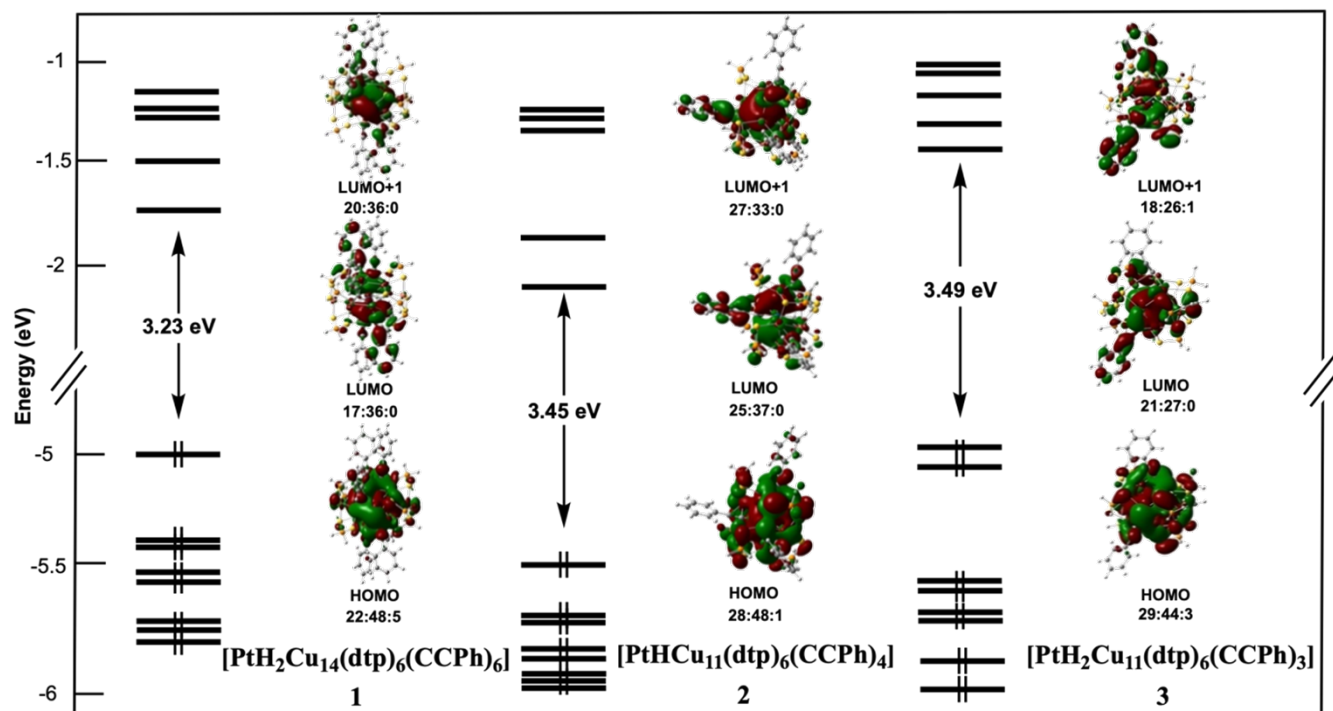 Energy (eV)
-1
-1.5
-2
-5
-5.5
-6
3.23 eV
LUMO+1
20:36:0
LUMO
17:36:0
HOMO
22:48:5
[PtH₂Cu₁₄(dtp)₆(CCPh)₆]
1
3.45 eV
LUMO+1
27:33:0
LUMO
25:37:0
HOMO
28:48:1
[PtHCu₁₁(dtp)₆(CCPh)₄]
2
3.49 eV
LUMO+1
18:26:1
LUMO
21:27:0
HOMO
29:44:3
[PtH₂Cu₁₁(dtp)₆(CCPh)₃]
3